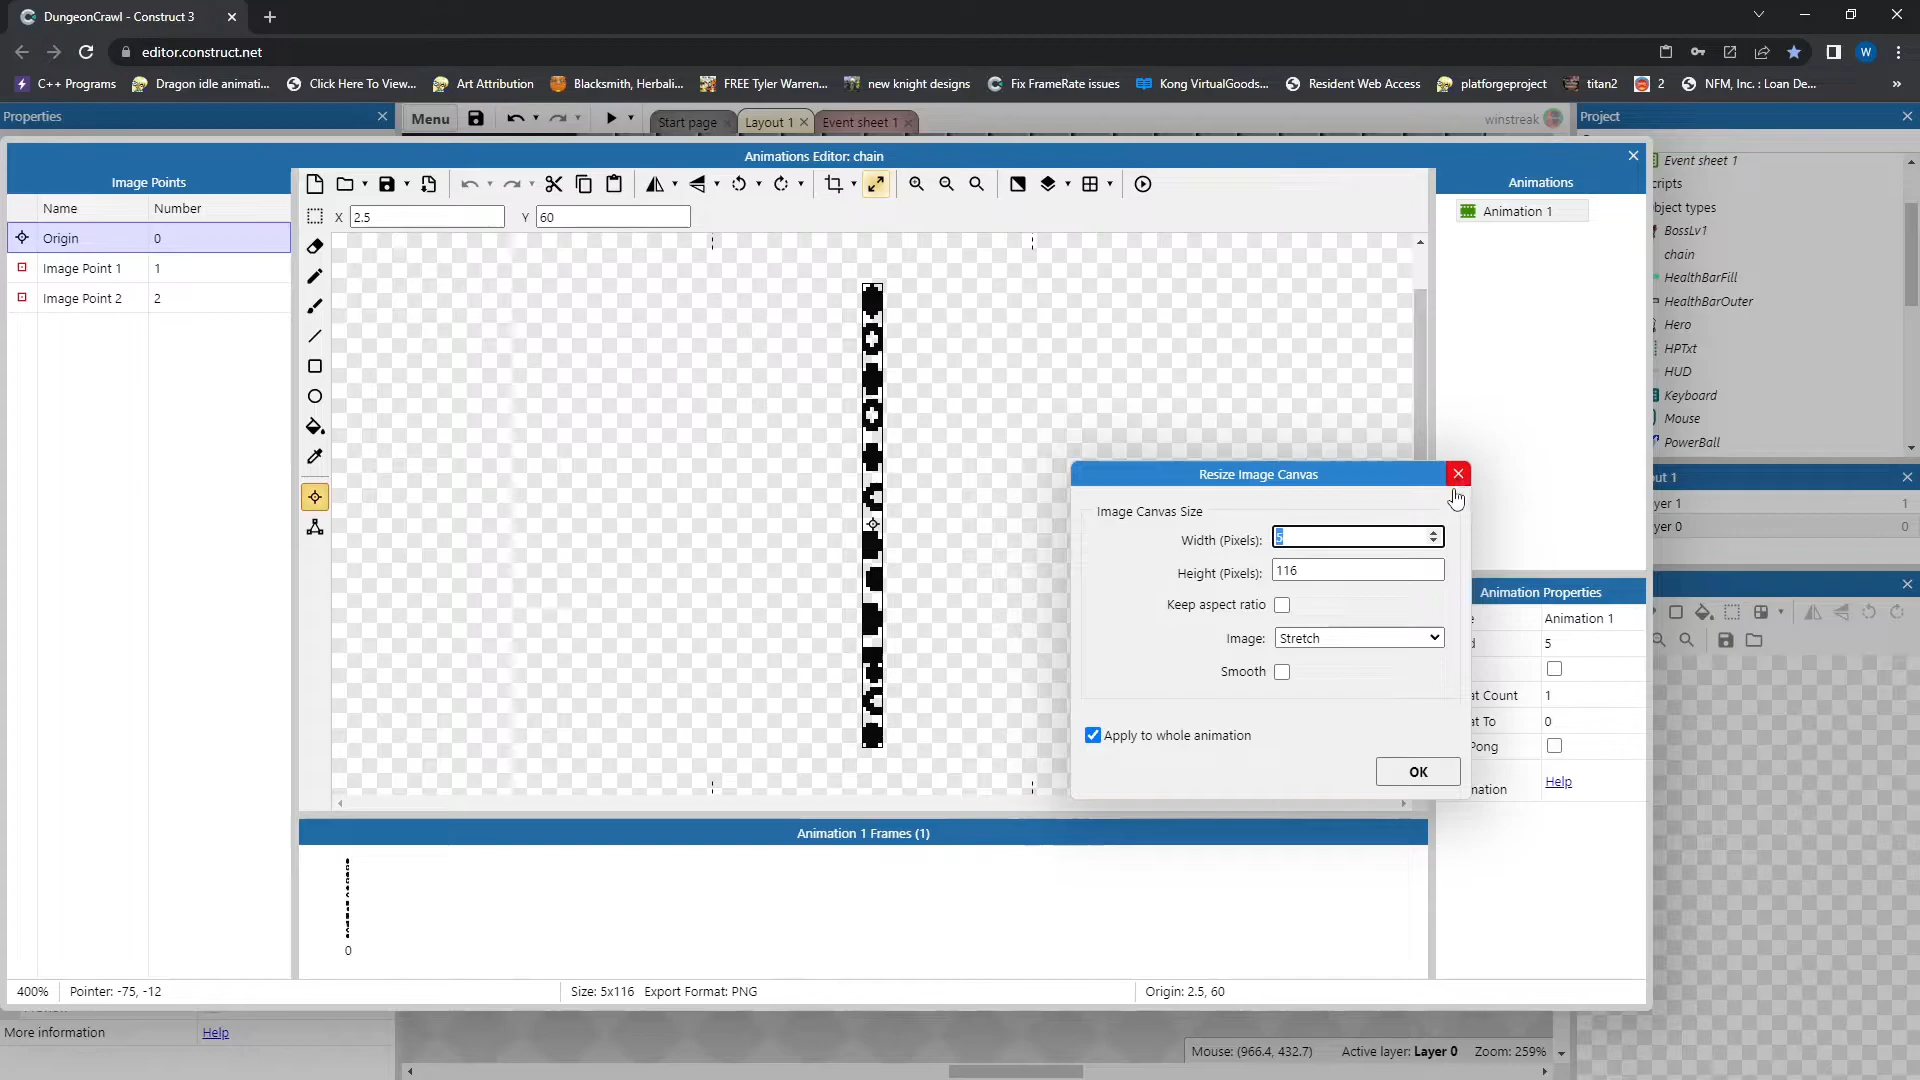 DungeonCrawl - Construct 3
editor.construct.net
W
C++ Programs
Dragon idle animati...
Click Here To View...
Art Attribution
Blacksmith, Herbali...
FREE Tyler Warren...
new knight designs
Fix FrameRate issues
Kong VirtualGoods...
Resident Web Access
platforgeproject
titan2
2
NFM, Inc. : Loan De...
»
Properties
Menu
Start page
Layout 1
Event sheet 1
winstreak
Project
Animations Editor: chain
Image Points
Name Number
Origin 0
Image Point 1 1
Image Point 2 2
X 2.5
Y 60
Animations
Animation 1
Event sheet 1
cripts
bject types
BossLv1
chain
HealthBarFill
HealthBarOuter
Hero
HPTxt
HUD
Keyboard
Mouse
PowerBall
out 1
yer 1 1
yer 0 0
Resize Image Canvas
Image Canvas Size
Width (Pixels): 5
Height (Pixels): 116
Keep aspect ratio
Image: Stretch
Smooth
Apply to whole animation
OK
Animation Properties
e Animation 1
d 5
at Count 1
at To 0
Pong
mation Help
Animation 1 Frames (1)
0
400% Pointer: -75, -12
Size: 5x116 Export Format: PNG
Origin: 2.5, 60
More information Help
Mouse: (966.4, 432.7) Active layer: Layer 0 Zoom: 259%